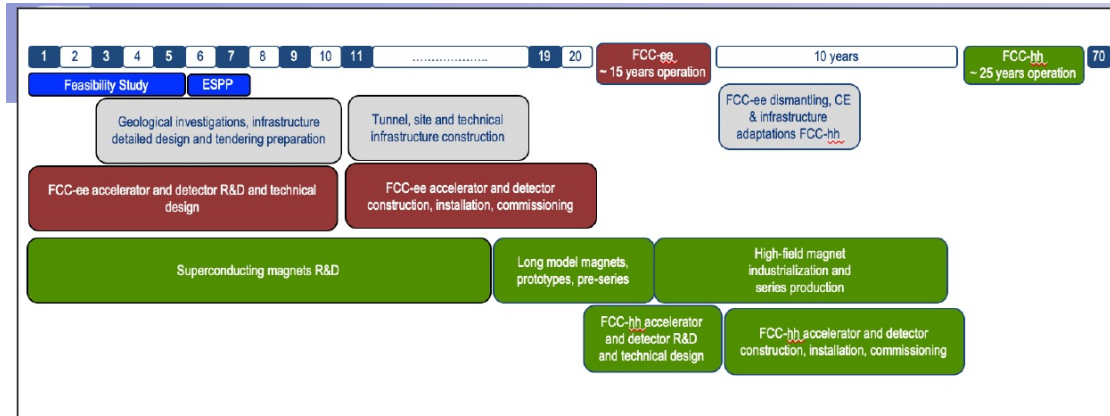 1 2 3 4 5 6 7 8 9 10 11 ................... 19 20
FCC-ee
~ 15 years operation
10 years
FCC-hh
~ 25 years operation
70
Feasibility Study
ESPP
Geological investigations, infrastructure
detailed design and tendering preparation
Tunnel, site and technical
infrastructure construction
FCC-ee dismantling, CE
& infrastructure
adaptations FCC-hh
FCC-ee accelerator and detector R&D and technical
design
FCC-ee accelerator and detector
construction, installation, commissioning
Superconducting magnets R&D
Long model magnets,
prototypes, pre-series
High-field magnet
industrialization and
series production
FCC-hh accelerator
and detector R&D
and technical design
FCC-hh accelerator and detector
construction, installation, commissioning